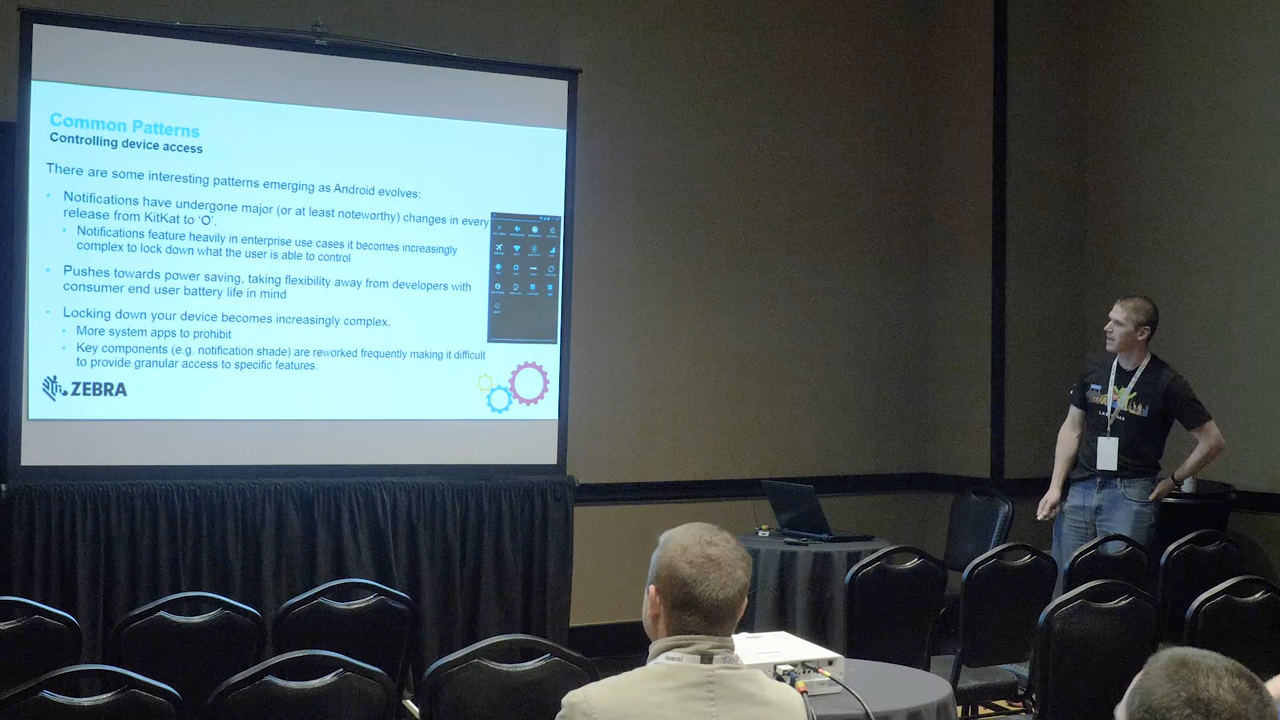 Common Patterns
Controlling device access
There are some interesting patterns emerging as Android evolves:
Notifications have undergone major (or at least noteworthy) changes in every
release from KitKat to 'O'.
Notifications feature heavily in enterprise use cases it becomes increasingly
complex to lock down what the user is able to control
Pushes towards power saving, taking flexibility away from developers with
consumer end user battery life in mind
Locking down your device becomes increasingly complex.
More system apps to prohibit
Key components (e.g. notification shade) are reworked frequently making it difficult
to provide granular access to specific features.
ZEBRA